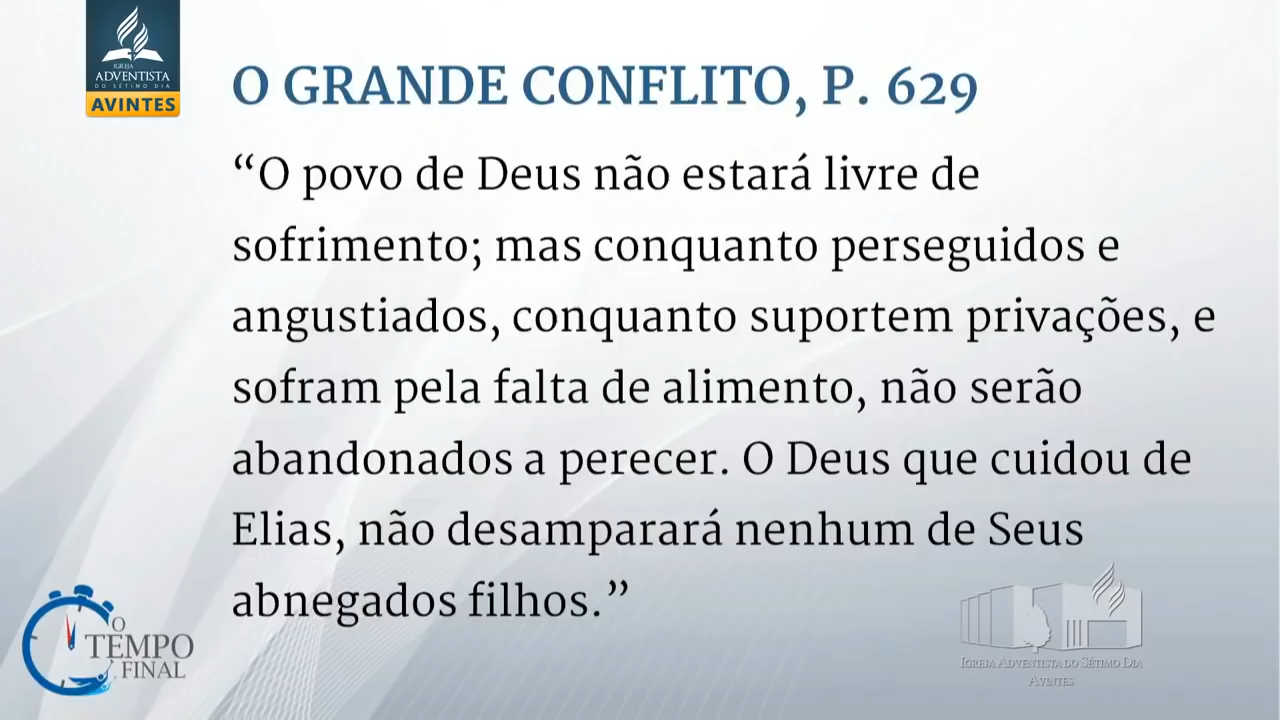 IGREJA
ADVENTISTA
DO SÉTIMO DIA
AVINTES
O GRANDE CONFLITO, P. 629
“O povo de Deus não estará livre de
sofrimento; mas conquanto perseguidos e
angustiados, conquanto suportem privações, e
sofram pela falta de alimento, não serão
abandonados a perecer. O Deus que cuidou de
Elias, não desamparará nenhum de Seus
abnegados filhos.”
O
TEMPO
FINAL
IGREJA ADVENTISTA DO SÉTIMO DIA
AVINTES